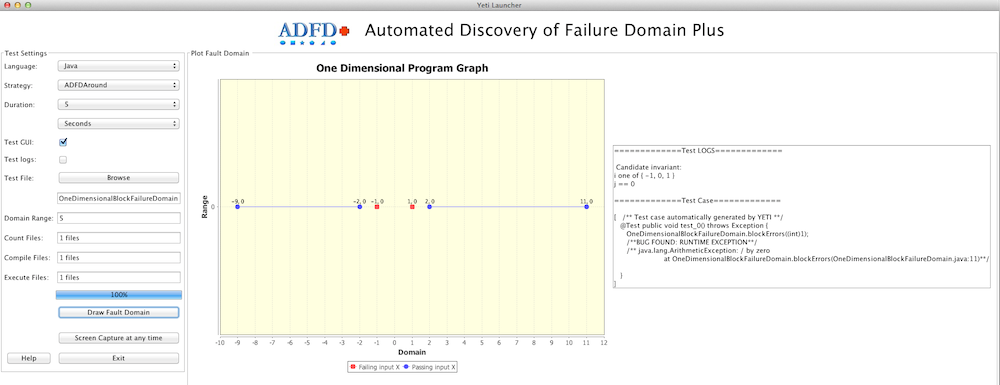 Yeti Launcher
ADFD+
Automated Discovery of Failure Domain Plus
Test Settings
Language:
Java
Strategy:
ADFDAround
Duration:
5
Seconds
Test GUI:
Test logs:
Test File:
Browse
OneDimensionalBlockFailureDomain
Domain Range:
5
Count Files:
1 files
Compile Files:
1 files
Execute Files:
1 files
100%
Draw Fault Domain
Screen Capture at any time
Help
Exit
Plot Fault Domain
One Dimensional Program Graph
Range
0
-9, 0
-2, 0
-1, 0
1, 0
2, 0
11, 0
-10 -9 -8 -7 -6 -5 -4 -3 -2 -1 0 1 2 3 4 5 6 7 8 9 10 11 12
Domain
Failing input X Passing input X
=============Test LOGS=============
Candidate invariant:
i one of { -1, 0, 1 }
j == 0
=============Test Case=============
{ /** Test case automatically generated by YETI **/
@Test public void test_0() throws Exception {
OneDimensionalBlockFailureDomain.blockErrors((int)1);
/**BUG FOUND: RUNTIME EXCEPTION**/
/** java.lang.ArithmeticException: / by zero
at OneDimensionalBlockFailureDomain.blockErrors(OneDimensionalBlockFailureDomain.java:11)**/
}
}